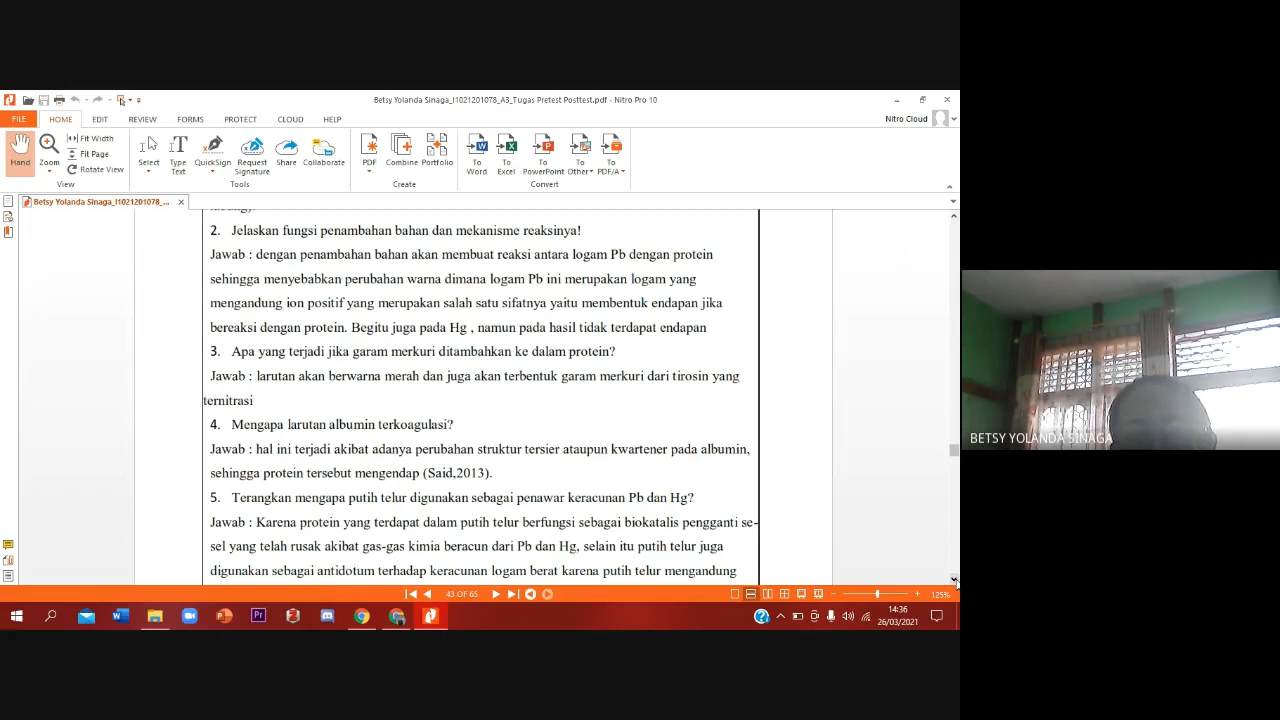 Betsy Yolanda Sinaga_I1021201078_A3_Tugas Pretest Posttest.pdf - Nitro Pro 10
FILE HOME EDIT REVIEW FORMS PROTECT CLOUD HELP
Nitro Cloud
Hand
Zoom
Fit Width
Fit Page
Rotate View
View
Select
Type Text
QuickSign
Request Signature
Share
Collaborate
Tools
PDF
Combine
Portfolio
Create
To Word
To Excel
To PowerPoint
To Other
To PDF/A
Convert
Betsy Yolanda Sinaga_I1021201078_...
2. Jelaskan fungsi penambahan bahan dan mekanisme reaksinya!
Jawab : dengan penambahan bahan akan membuat reaksi antara logam Pb dengan protein
sehingga menyebabkan perubahan warna dimana logam Pb ini merupakan logam yang
mengandung ion positif yang merupakan salah satu sifatnya yaitu membentuk endapan jika
bereaksi dengan protein. Begitu juga pada Hg , namun pada hasil tidak terdapat endapan
3. Apa yang terjadi jika garam merkuri ditambahkan ke dalam protein?
Jawab : larutan akan berwarna merah dan juga akan terbentuk garam merkuri dari tirosin yang
ternitrasi
4. Mengapa larutan albumin terkoagulasi?
Jawab : hal ini terjadi akibat adanya perubahan struktur tersier ataupun kwartener pada albumin,
sehingga protein tersebut mengendap (Said,2013).
5. Terangkan mengapa putih telur digunakan sebagai penawar keracunan Pb dan Hg?
Jawab : Karena protein yang terdapat dalam putih telur berfungsi sebagai biokatalis pengganti se-
sel yang telah rusak akibat gas-gas kimia beracun dari Pb dan Hg, selain itu putih telur juga
digunakan sebagai antidotum terhadap keracunan logam berat karena putih telur mengandung
43 OF 65
125%
14:36
26/03/2021
BETSY YOLANDA SINAGA